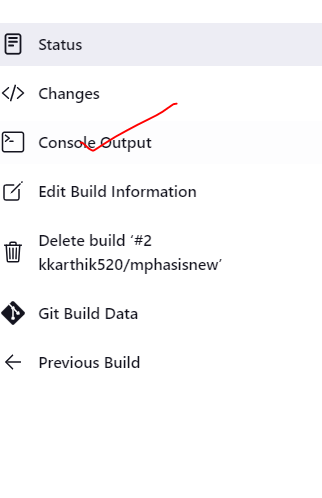 Status
Changes
Console Output
Edit Build Information
Delete build ‘#2
kkarthik520/mphasisnew’
Git Build Data
Previous Build